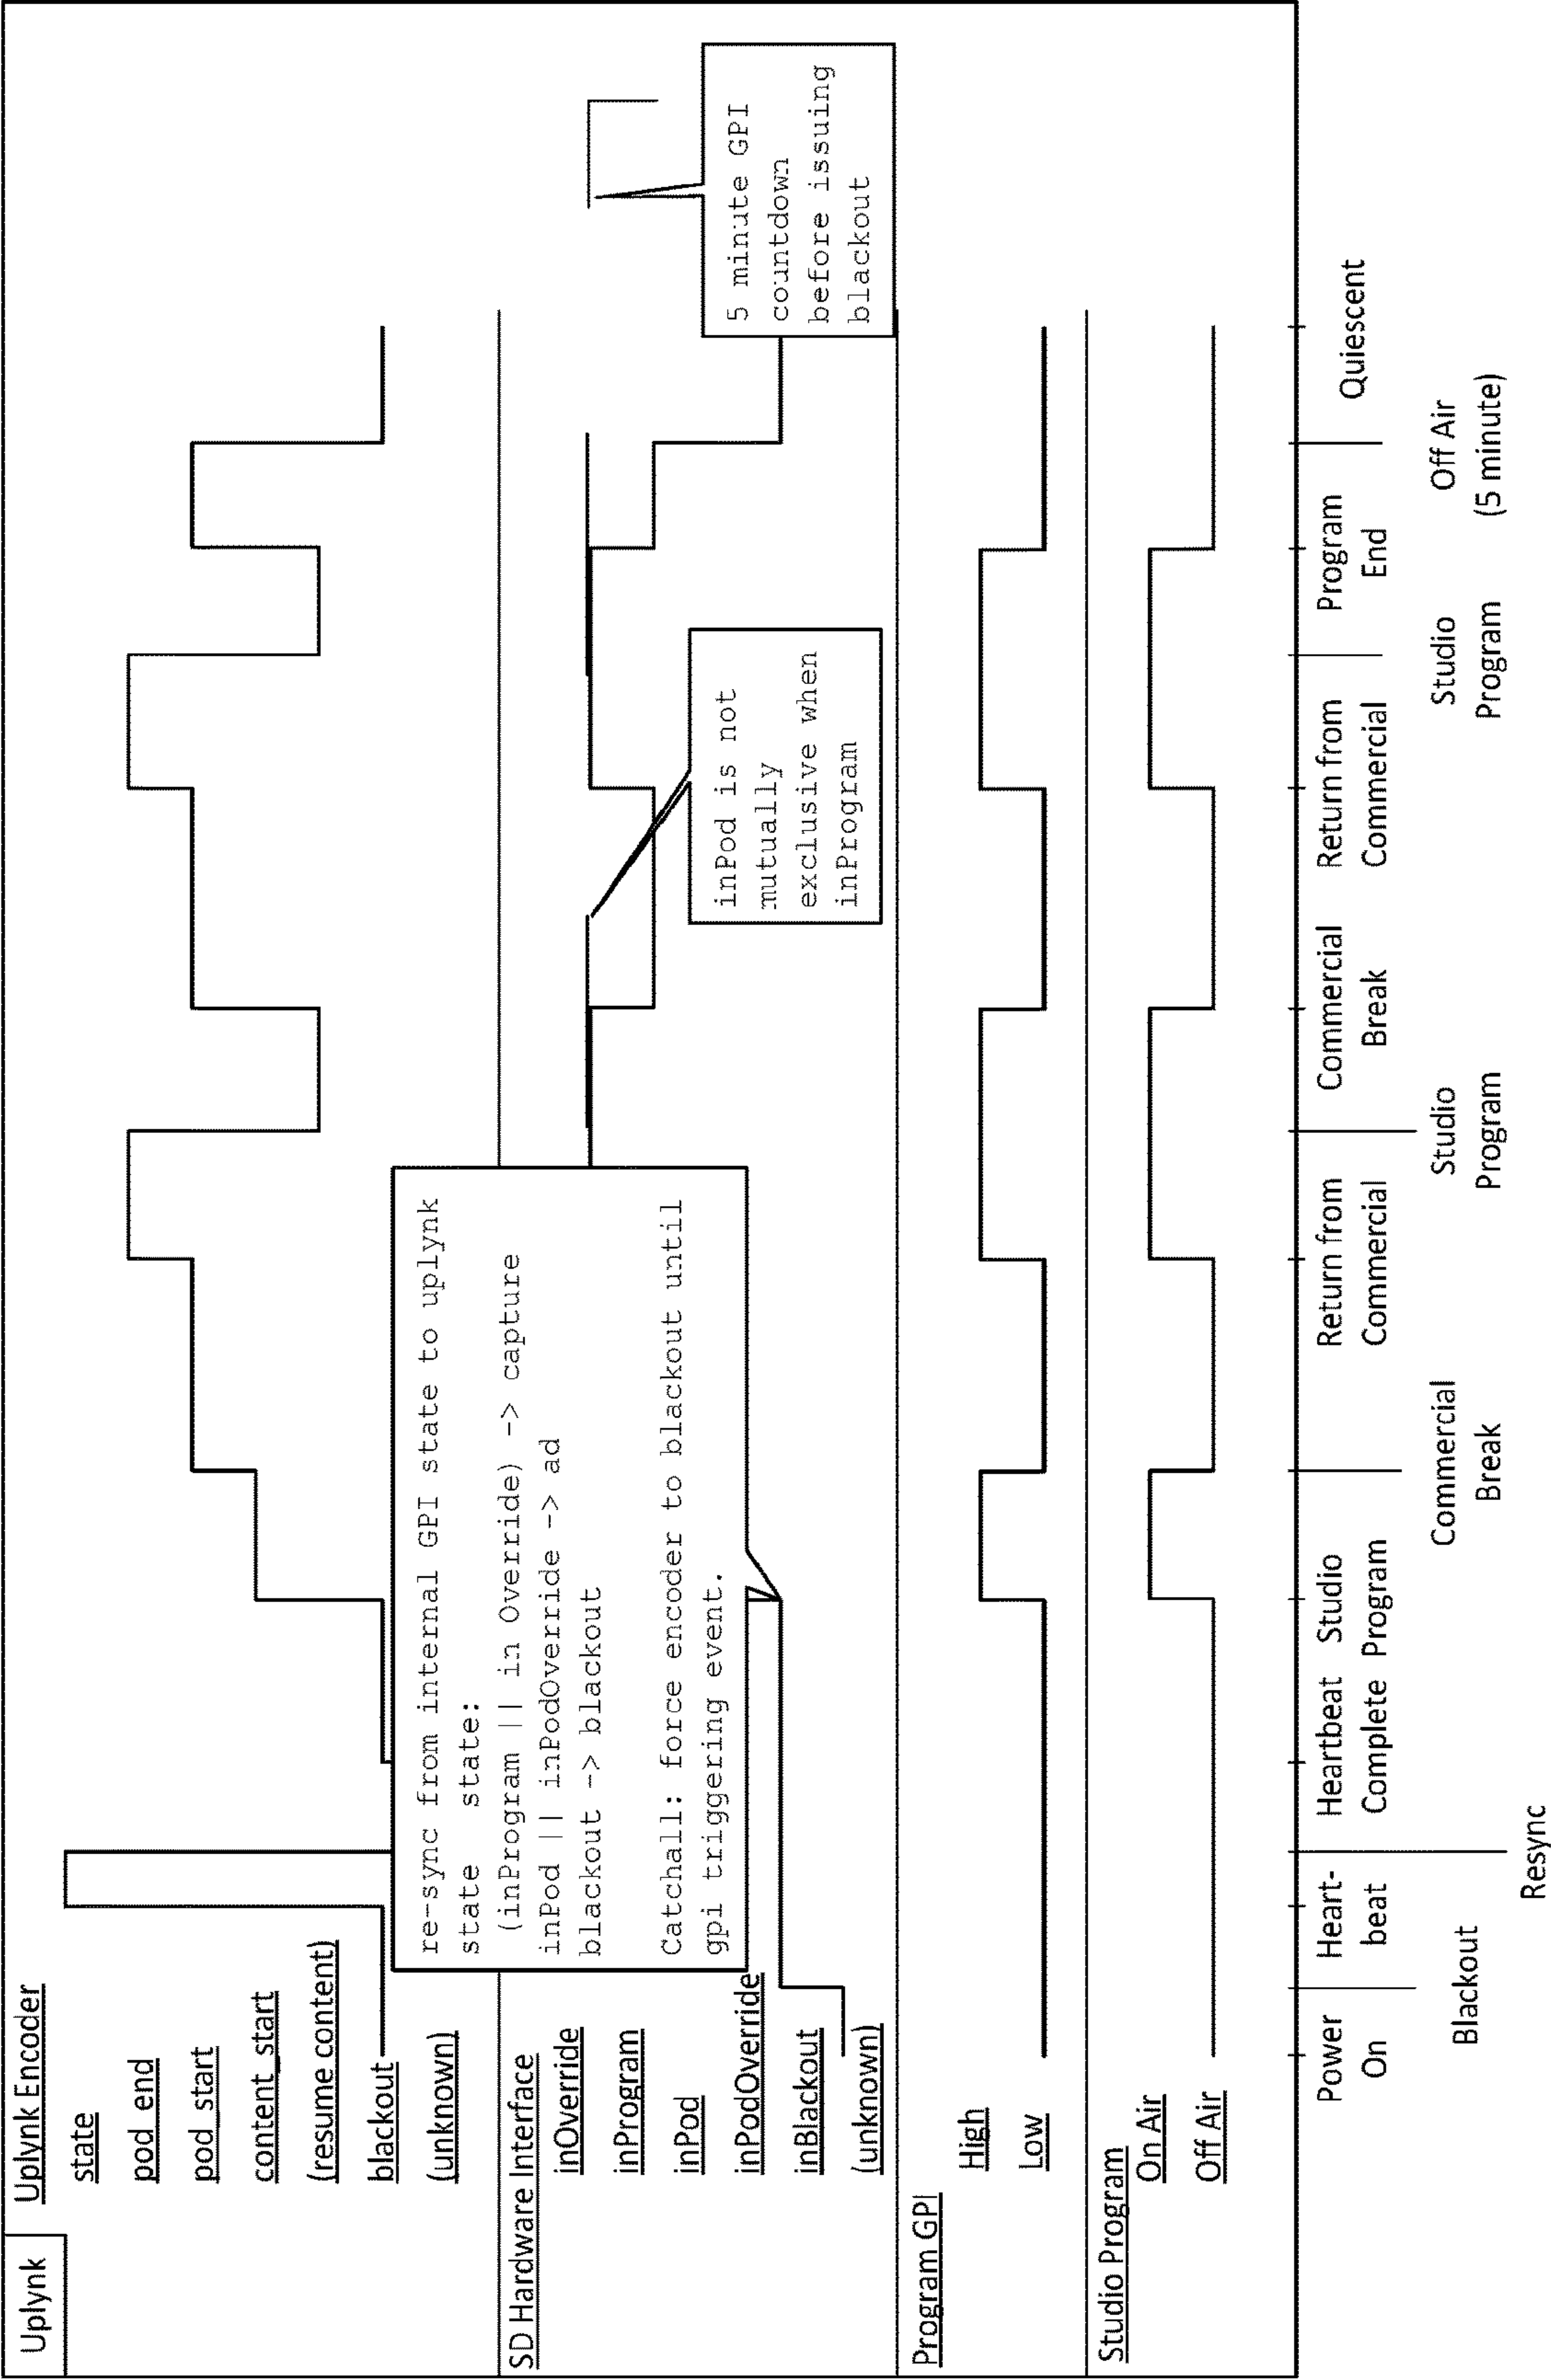 Uplynk
Uplynk Encoder
state
pod_end
pod_start
content_start
(resume content)
blackout
(unknown)
re-sync from internal GPI state to uplynk
state state:
(inProgram || in Override) -> capture
inPod || inPodOverride -> ad
blackout -> blackout
Catchall: force encoder to blackout until
gpi triggering event.
SD Hardware Interface
inOverride
inProgram
inPod
inPodOverride
inBlackout
(unknown)
inPod is not
mutually
exclusive when
inProgram
5 minute GPI
countdown
before issuing
blackout
Program GPI
High
Low
Studio Program
On Air
Off Air
Power
On
Blackout
Heart-
beat
Resync
Heartbeat
Complete
Studio
Program
Commercial
Break
Return from
Commercial
Studio
Program
Commercial
Break
Return from
Commercial
Studio
Program
Program
End
Off Air
(5 minute)
Quiescent